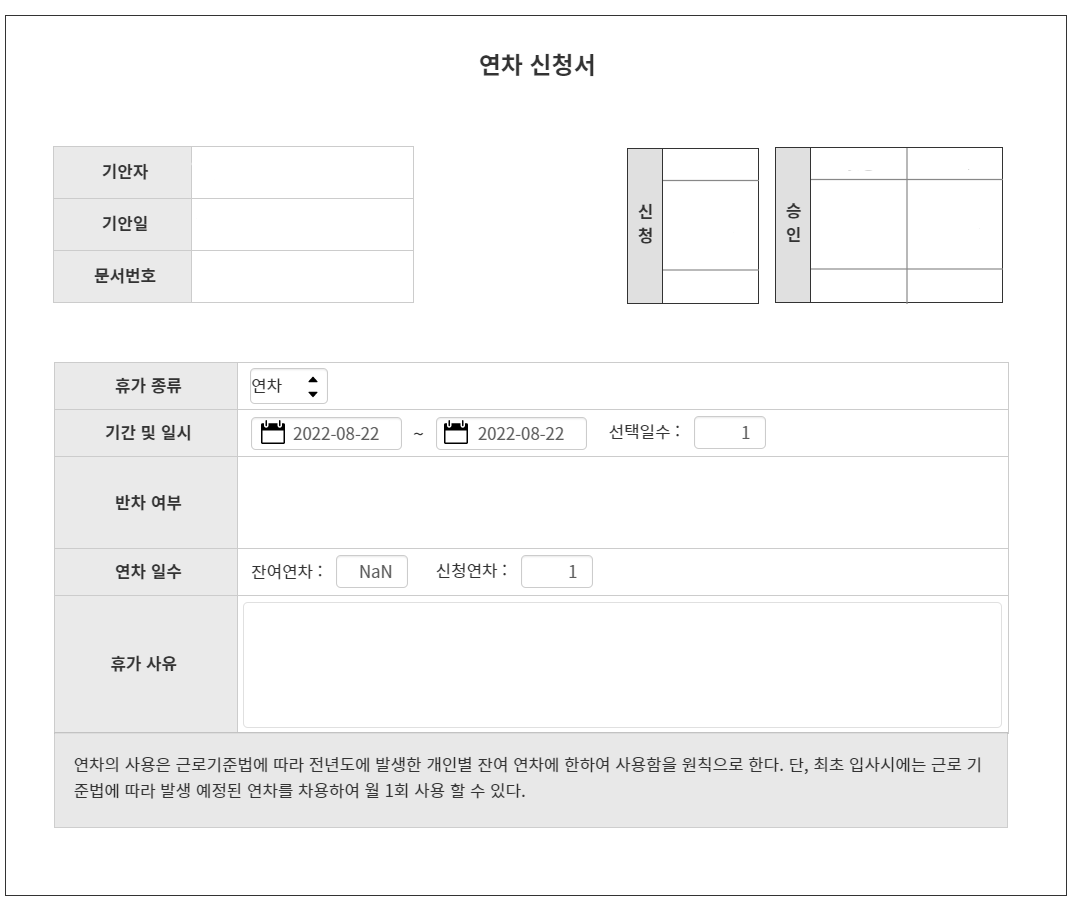 연차 신청서
기안자
기안일
문서번호
신
청
승
인
휴가 종류
연차
기간 및 일시
2022-08-22 ~ 2022-08-22 선택일수 : 1
반차 여부
연차 일수
잔여연차 : NaN 신청연차 : 1
휴가 사유
연차의 사용은 근로기준법에 따라 전년도에 발생한 개인별 잔여 연차에 한하여 사용함을 원칙으로 한다. 단, 최초 입사시에는 근로 기
준법에 따라 발생 예정된 연차를 차용하여 월 1회 사용 할 수 있다.